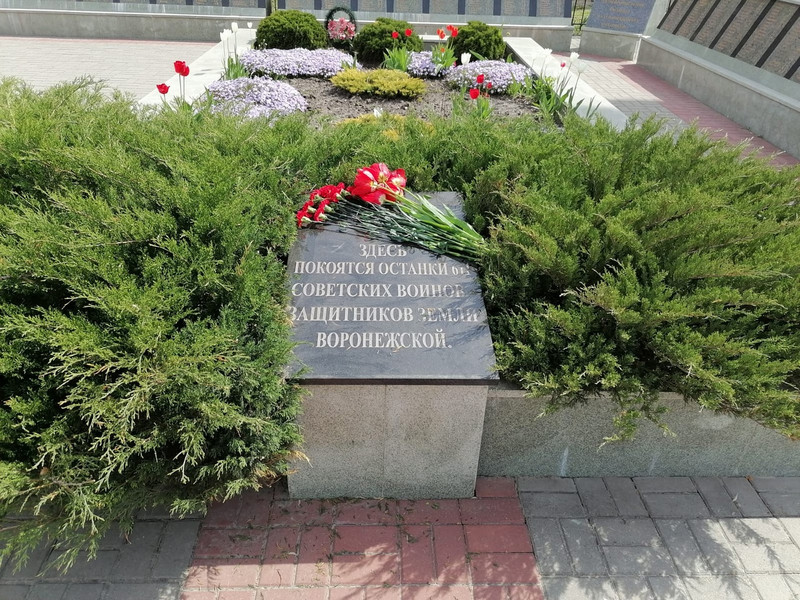 ЗДЕСЬ
ПОКОЯТСЯ ОСТАНКИ
СОВЕТСКИХ ВОИНОВ
ЗАЩИТНИКОВ ЗЕМЛИ
ВОРОНЕЖСКОЙ.